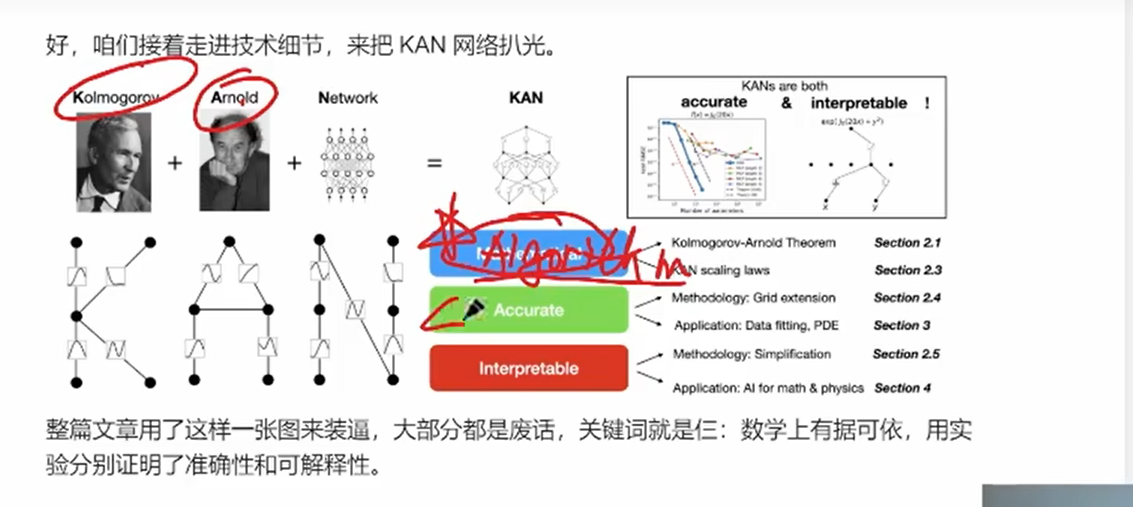 好，咱们接着走进技术细节，来把 KAN 网络扒光。
Kolmogorov
Arnold
Network
KAN
KANs are both
accurate & interpretable !
+ + =
Number of parameters
x y
Algorithm
Kolmogorov-Arnold Theorem Section 2.1
KAN scaling laws Section 2.3
Accurate
Methodology: Grid extension Section 2.4
Application: Data fitting, PDE Section 3
Interpretable
Methodology: Simplification Section 2.5
Application: AI for math & physics Section 4
整篇文章用了这样一张图来装逼，大部分都是废话，关键词就是仨：数学上有据可依，用实
验分别证明了准确性和可解释性。